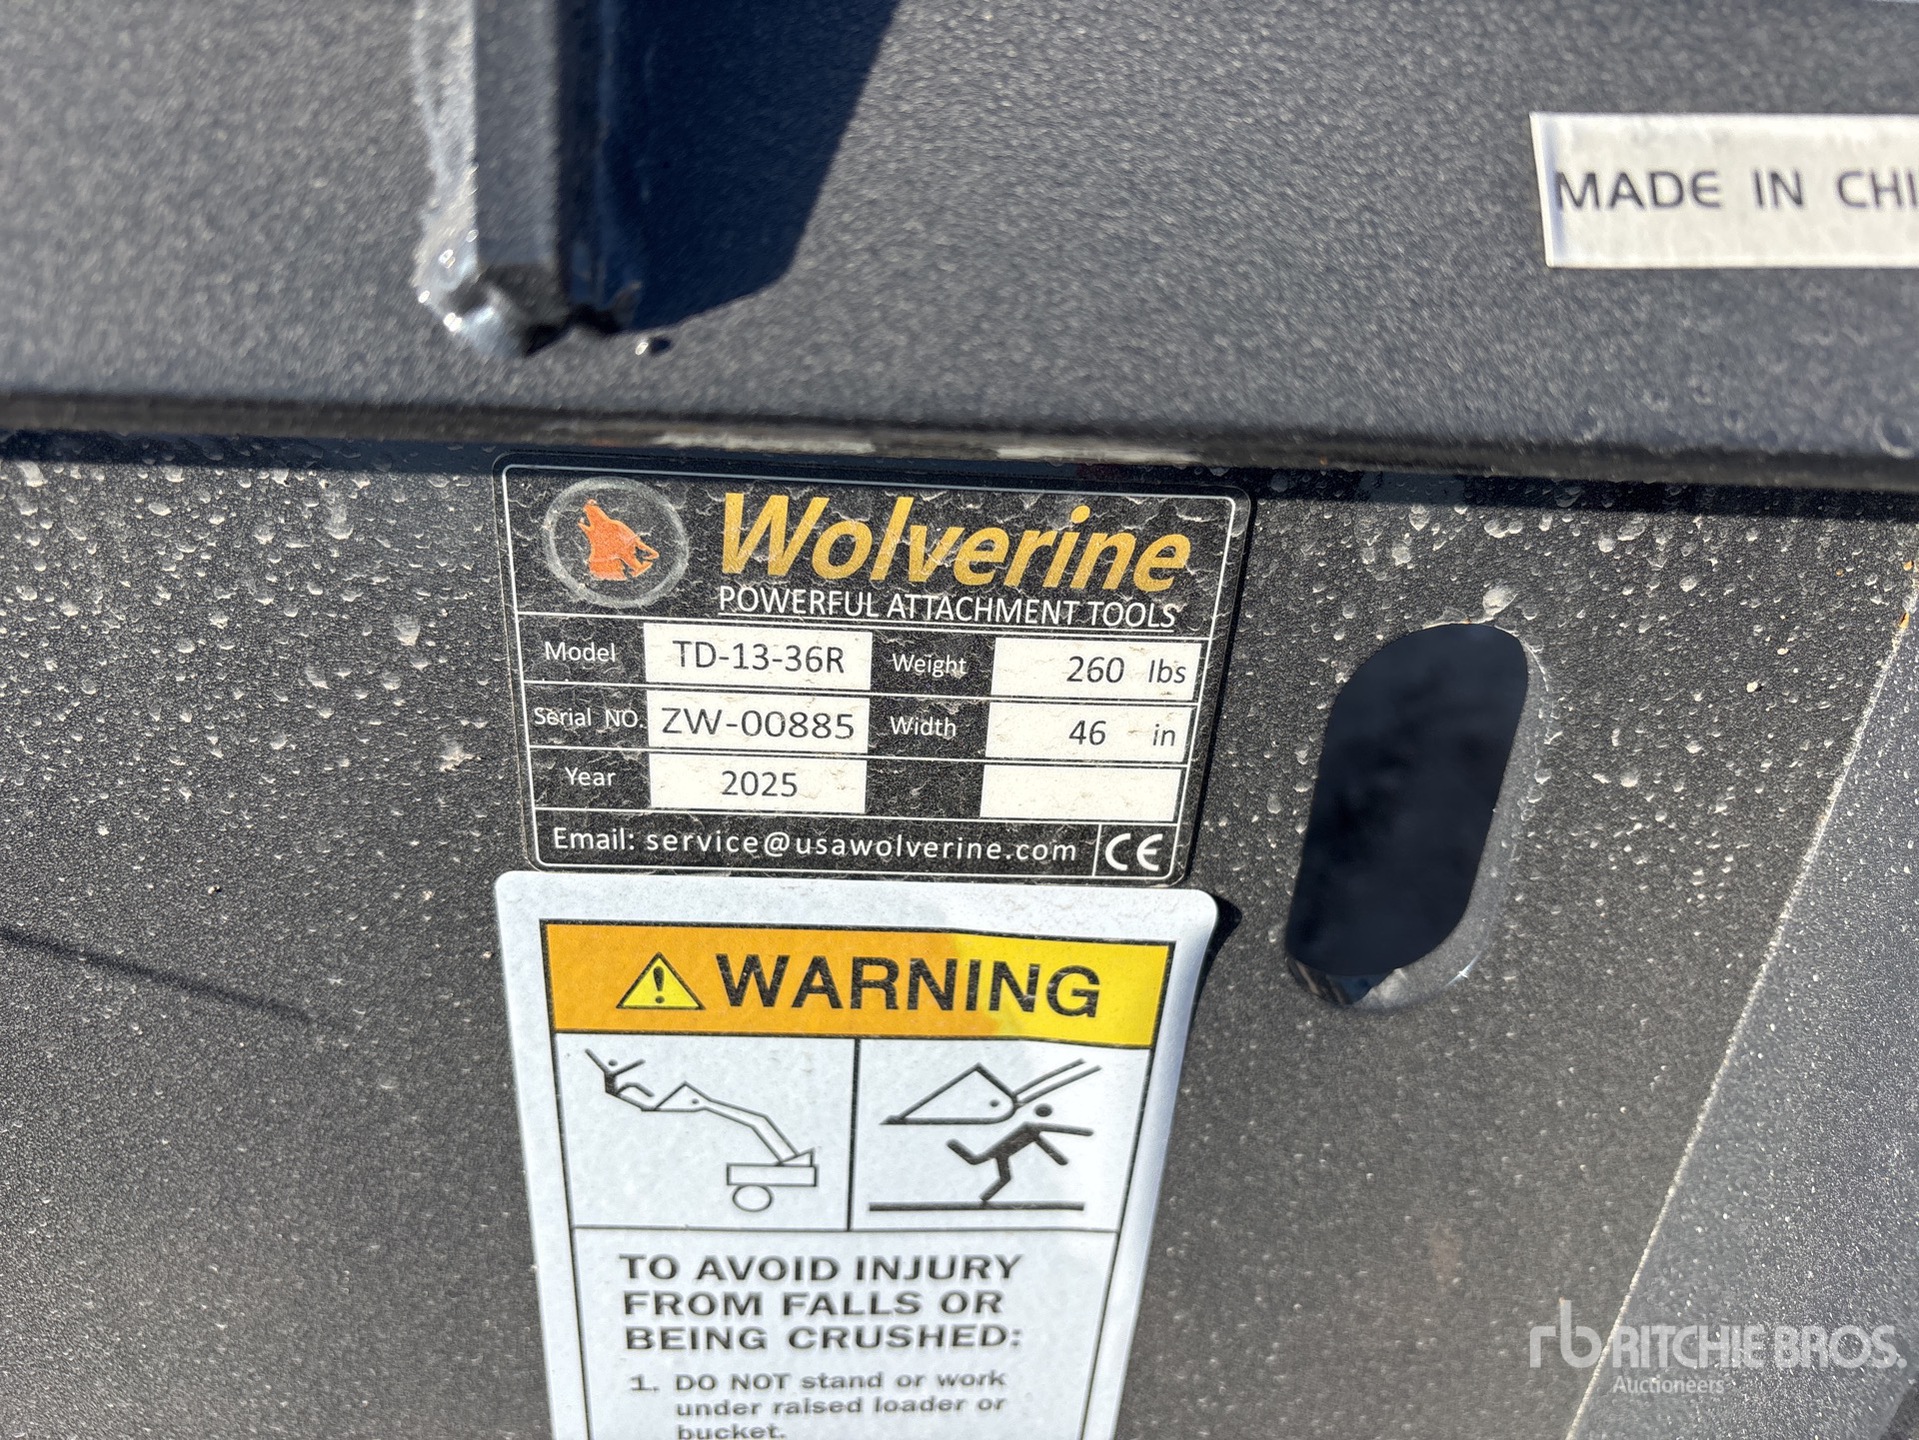 MADE IN CHI
Wolverine
POWERFUL ATTACHMENT TOOLS
Model TD-13-36R Weight 260 lbs
Serial NO. ZW-00885 Width 46 in
Year 2025
Email: service@usawolverine.com CE
WARNING
TO AVOID INJURY
FROM FALLS OR
BEING CRUSHED:
1. DO NOT stand or work
under raised loader or
bucket.
rb RITCHIE BROS.
Auctioneers